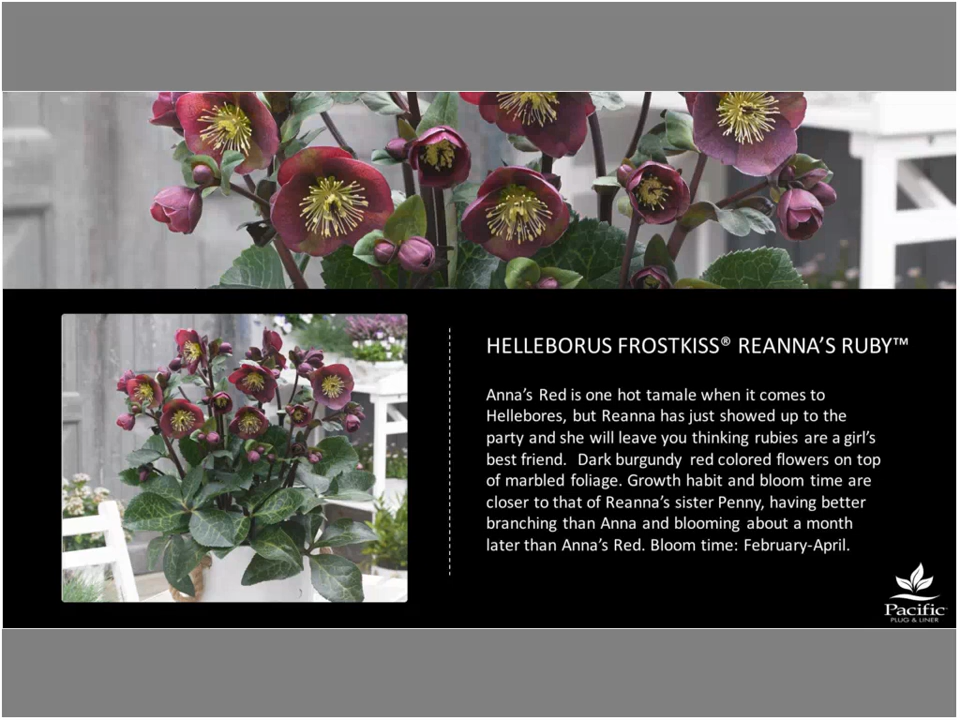 HELLEBORUS FROSTKISS® REANNA'S RUBY™
Anna's Red is one hot tamale when it comes to
Hellebores, but Reanna has just showed up to the
party and she will leave you thinking rubies are a girl's
best friend.  Dark burgundy  red colored flowers on top
of marbled foliage. Growth habit and bloom time are
closer to that of Reanna's sister Penny, having better
branching than Anna and blooming about a month
later than Anna's Red. Bloom time: February-April.
Pacific
PLUG & LINER